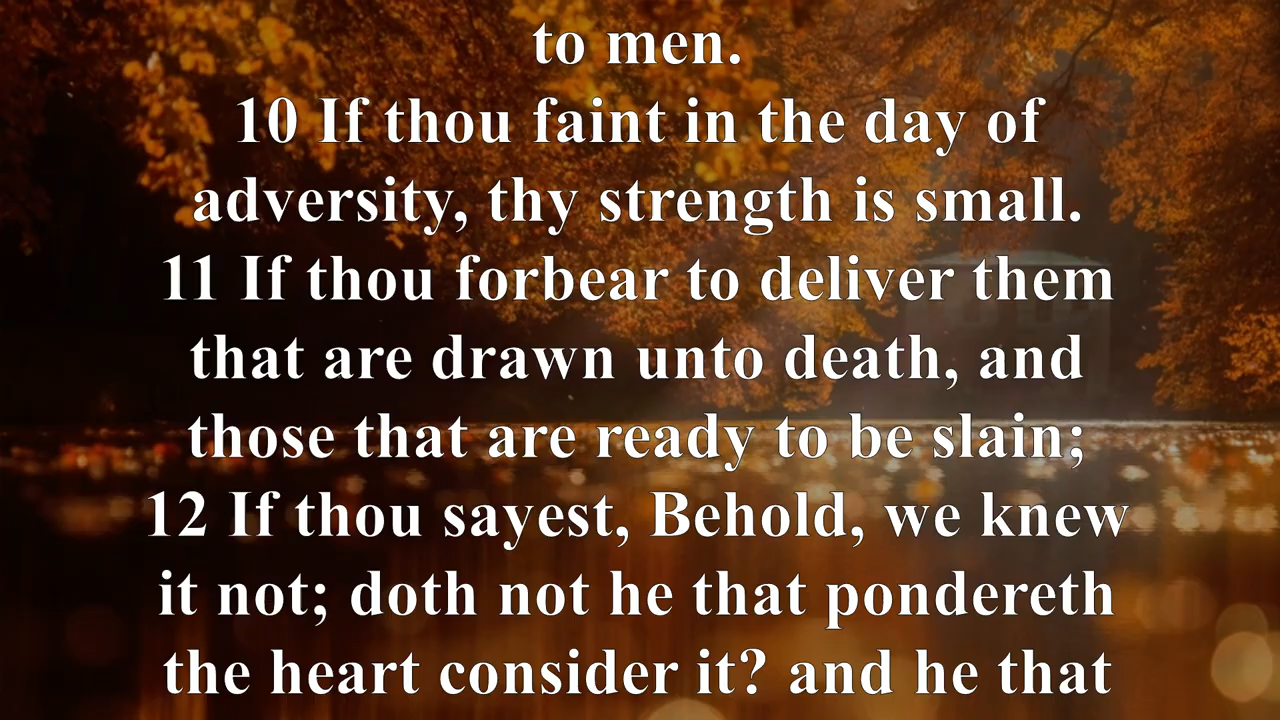 to men.
10 If thou faint in the day of
adversity, thy strength is small.
11 If thou forbear to deliver them
that are drawn unto death, and
those that are ready to be slain;
12 If thou sayest, Behold, we knew
it not; doth not he that pondereth
the heart consider it? and he that